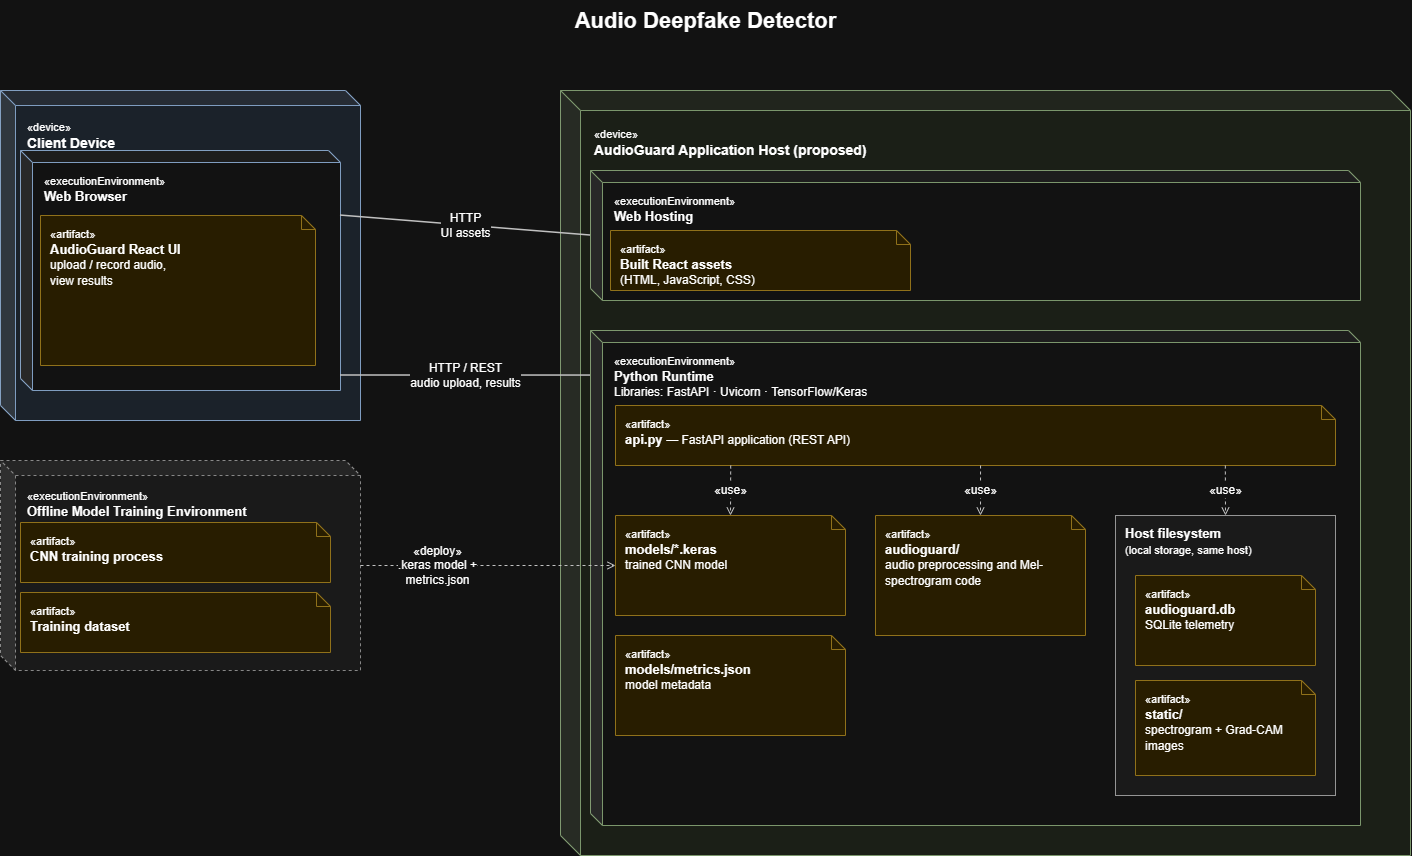 Audio Deepfake Detector
«device»
Client Device
«executionEnvironment»
Web Browser
«artifact»
AudioGuard React UI
upload / record audio,
view results
HTTP
UI assets
HTTP / REST
audio upload, results
«device»
AudioGuard Application Host (proposed)
«executionEnvironment»
Web Hosting
«artifact»
Built React assets
(HTML, JavaScript, CSS)
«executionEnvironment»
Python Runtime
Libraries: FastAPI · Uvicorn · TensorFlow/Keras
«artifact»
api.py — FastAPI application (REST API)
«use»
«use»
«use»
«executionEnvironment»
Offline Model Training Environment
«artifact»
CNN training process
«artifact»
Training dataset
«deploy»
.keras model +
metrics.json
«artifact»
models/*.keras
trained CNN model
«artifact»
models/metrics.json
model metadata
«artifact»
audioguard/
audio preprocessing and Mel-
spectrogram code
Host filesystem
(local storage, same host)
«artifact»
audioguard.db
SQLite telemetry
«artifact»
static/
spectrogram + Grad-CAM
images